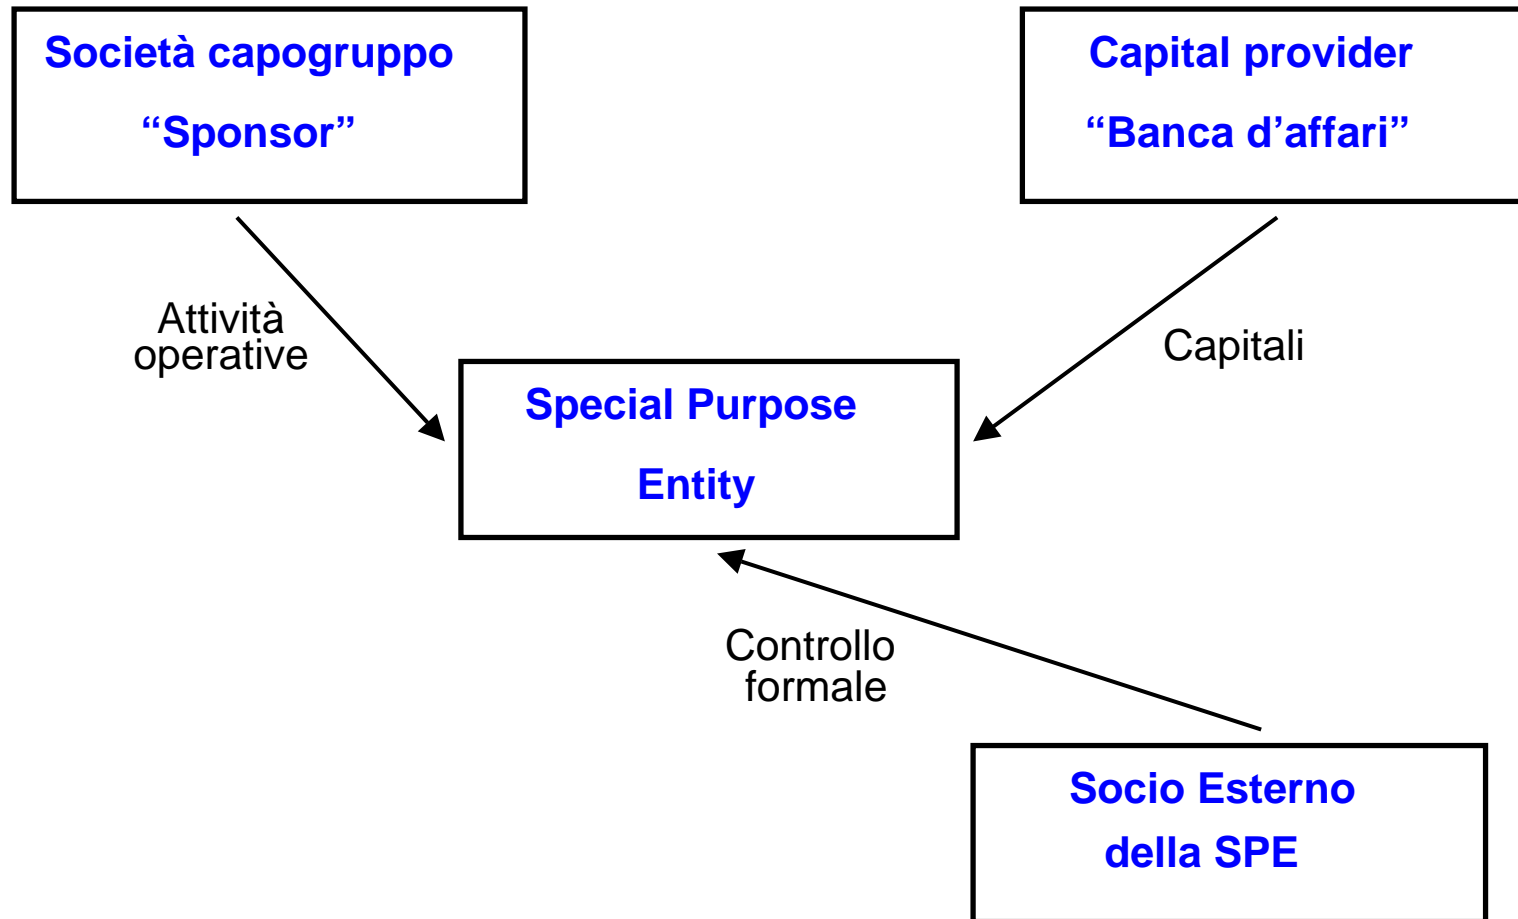 Società capogruppo
“Sponsor”
Capital provider
“Banca d’affari”
Attività
operative
Capitali
Special Purpose
Entity
Controllo
formale
Socio Esterno
della SPE